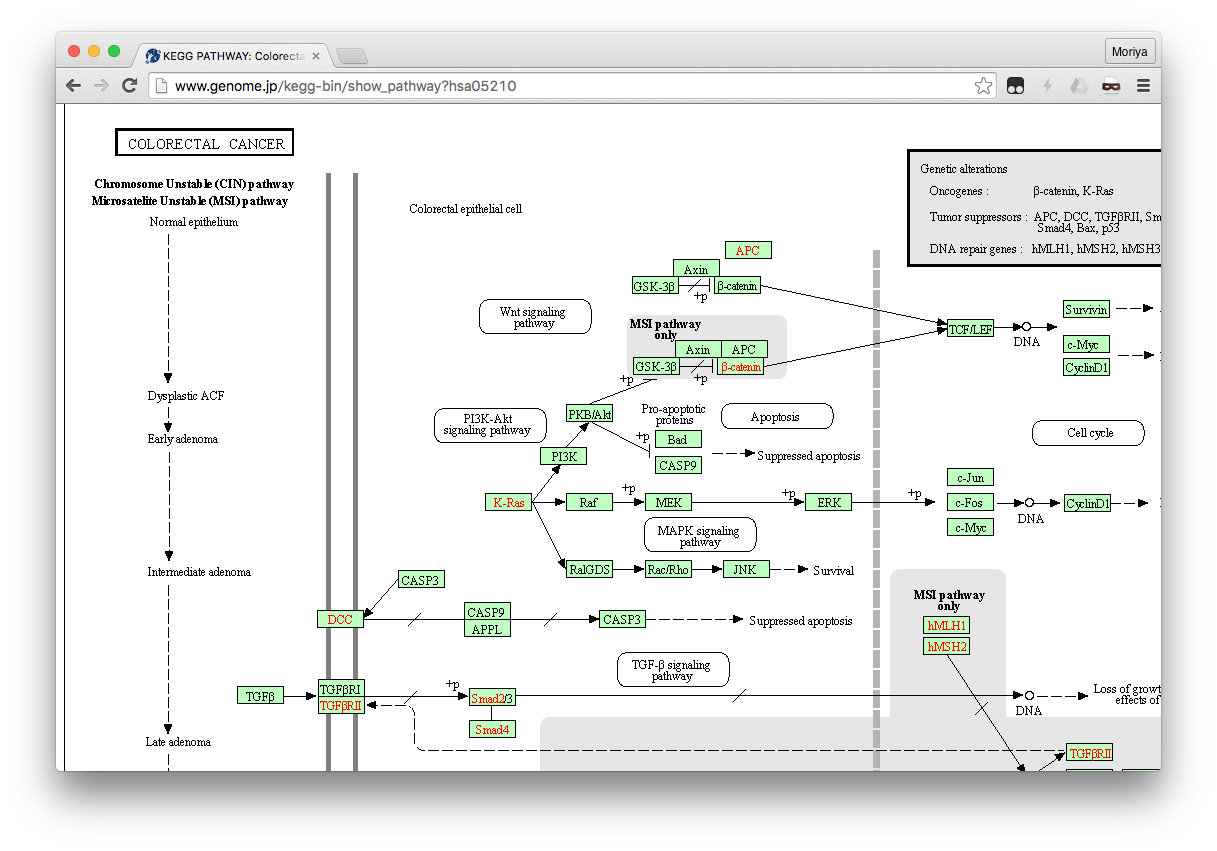 KEGG PATHWAY: Colorecta
Moriya
www.genome.jp/kegg-bin/show_pathway?hsa05210
COLORECTAL CANCER
Chromosome Unstable (CIN) pathway
Microsatelite Unstable (MSI) pathway
Normal epithelium
Dysplastic ACF
Early adenoma
Intermediate adenoma
Late adenoma
Colorectal epithelial cell
Genetic alterations
Oncogenes : β-catenin, K-Ras
Tumor suppressors : APC, DCC, TGFβRII, Sm
Smad4, Bax, p53
DNA repair genes : hMLH1, hMSH2, hMSH3
APC
Axin
GSK-3β
β-catenin
+p
Wnt signaling
pathway
MSI pathway
only
Axin
APC
GSK-3β
β-catenin
+p
+p
TCF/LEF
DNA
Survivin
c-Myc
CyclinD1
PI3K-Akt
signaling pathway
PKB/Akt
PI3K
Pro-apoptotic
proteins
+p
Bad
CASP9
Apoptosis
Suppressed apoptosis
Cell cycle
K-Ras
Raf
+p
MEK
+p
ERK
+p
c-Jun
c-Fos
c-Myc
DNA
CyclinD1
MAPK signaling
pathway
RalGDS
Rac/Rho
JNK
Survival
CASP3
DCC
CASP9
APPL
CASP3
Suppressed apoptosis
MSI pathway
only
hMLH1
hMSH2
TGF-β signaling
pathway
TGFβ
TGFβRI
TGFβRII
+p
Smad2/3
Smad4
DNA
Loss of growt
effects of
TGFβRII